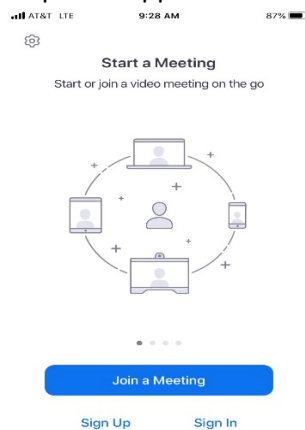 AT&T LTE 9:28 AM 87%
Start a Meeting
Start or join a video meeting on the go
Join a Meeting
Sign Up Sign In